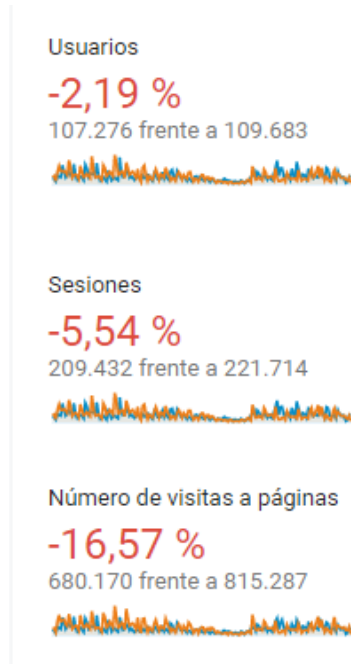 Usuarios
-2,19 %
107.276 frente a 109.683
Sesiones
-5,54 %
209.432 frente a 221.714
Número de visitas a páginas
-16,57 %
680.170 frente a 815.287